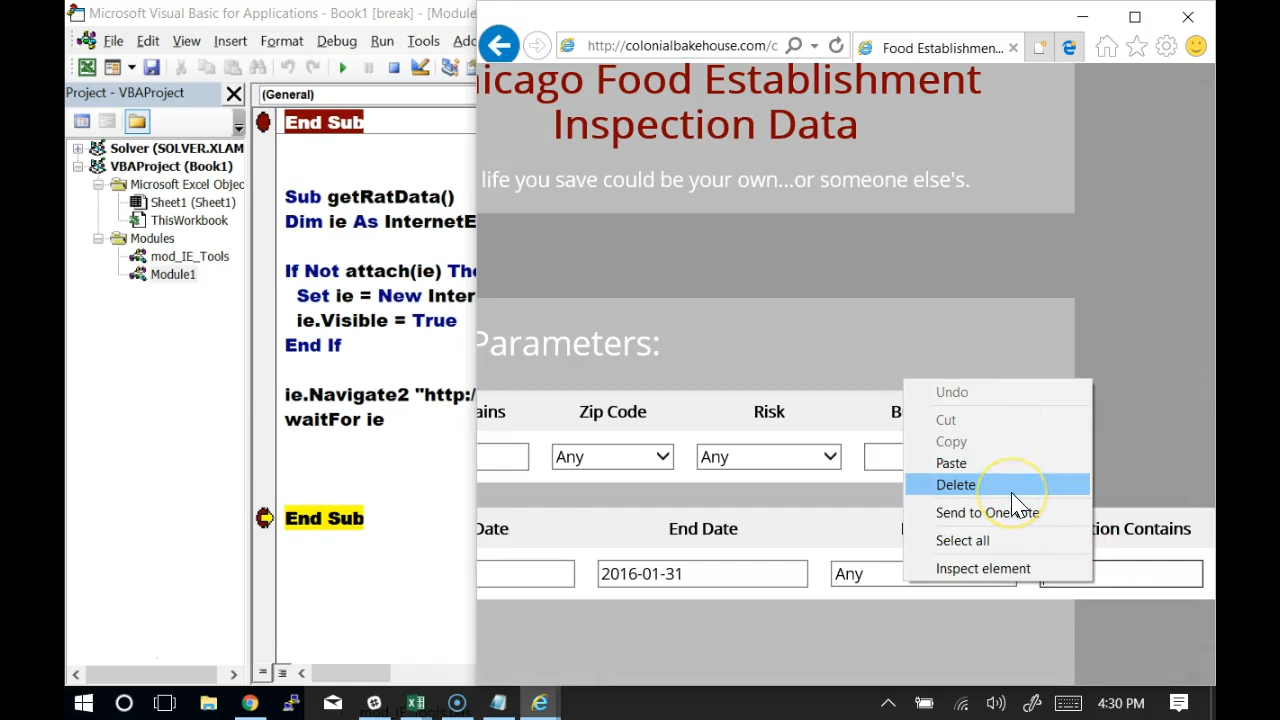 Microsoft Visual Basic for Applications - Book1 [break] - [Module
File Edit View Insert Format Debug Run Tools Add
Project - VBAProject
(General)
Solver (SOLVER.XLAM
VBAProject (Book1)
Microsoft Excel Objec
Sheet1 (Sheet1)
ThisWorkbook
Modules
mod_IE_Tools
Module1
End Sub
Sub getRatData()
Dim ie As InternetE
If Not attach(ie) The
Set ie = New Inter
ie.Visible = True
End If
ie.Navigate2 "http:/
waitFor ie
End Sub
http://colonialbakehouse.com/c
Food Establishmen...
icago Food Establishment
Inspection Data
life you save could be your own...or someone else's.
Parameters:
ains Zip Code Risk B
Any Any
Date End Date tion Contains
2016-01-31 Any
Undo
Cut
Copy
Paste
Delete
Send to OneNote
Select all
Inspect element
mod_IE_Tools.bas
4:30 PM